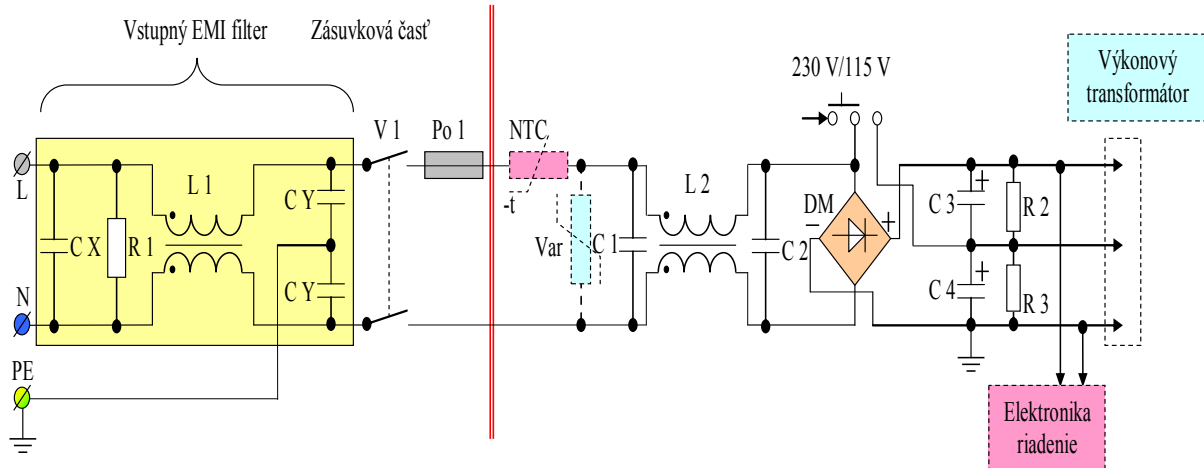 Vstupný EMI filter
Zásuvková časť
230 V/115 V
Výkonový
transformátor
V 1
Po 1
NTC
-t
L
L 1
L 2
C Y
C X
R 1
Var
C 1
C 2
DM
-
+
+
C 3
R 2
N
C Y
+
C 4
R 3
PE
Elektronika
riadenie